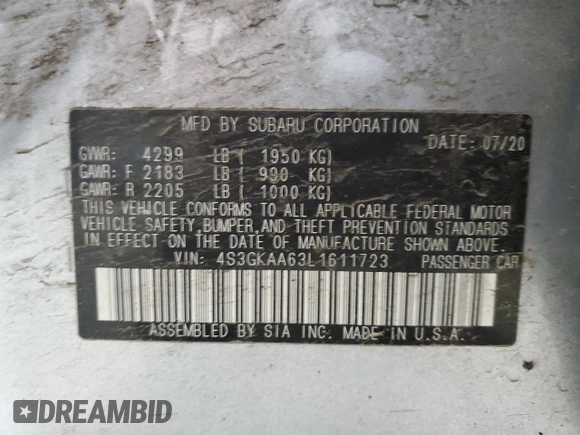 MFD BY SUBARU CORPORATION
DATE: 07/20
GVWR: 4299 LB ( 1950 KG)
GAWR: F 2183 LB ( 990 KG)
GAWR: R 2205 LB ( 1000 KG)
THIS VEHICLE CONFORMS TO ALL APPLICABLE FEDERAL MOTOR
VEHICLE SAFETY, BUMPER, AND THEFT PREVENTION STANDARDS
IN EFFECT ON THE DATE OF MANUFACTURE SHOWN ABOVE.
VIN: 4S3GKAA63L1611723 PASSENGER CAR
ASSEMBLED BY SIA INC. MADE IN U.S.A.
DREAMBID